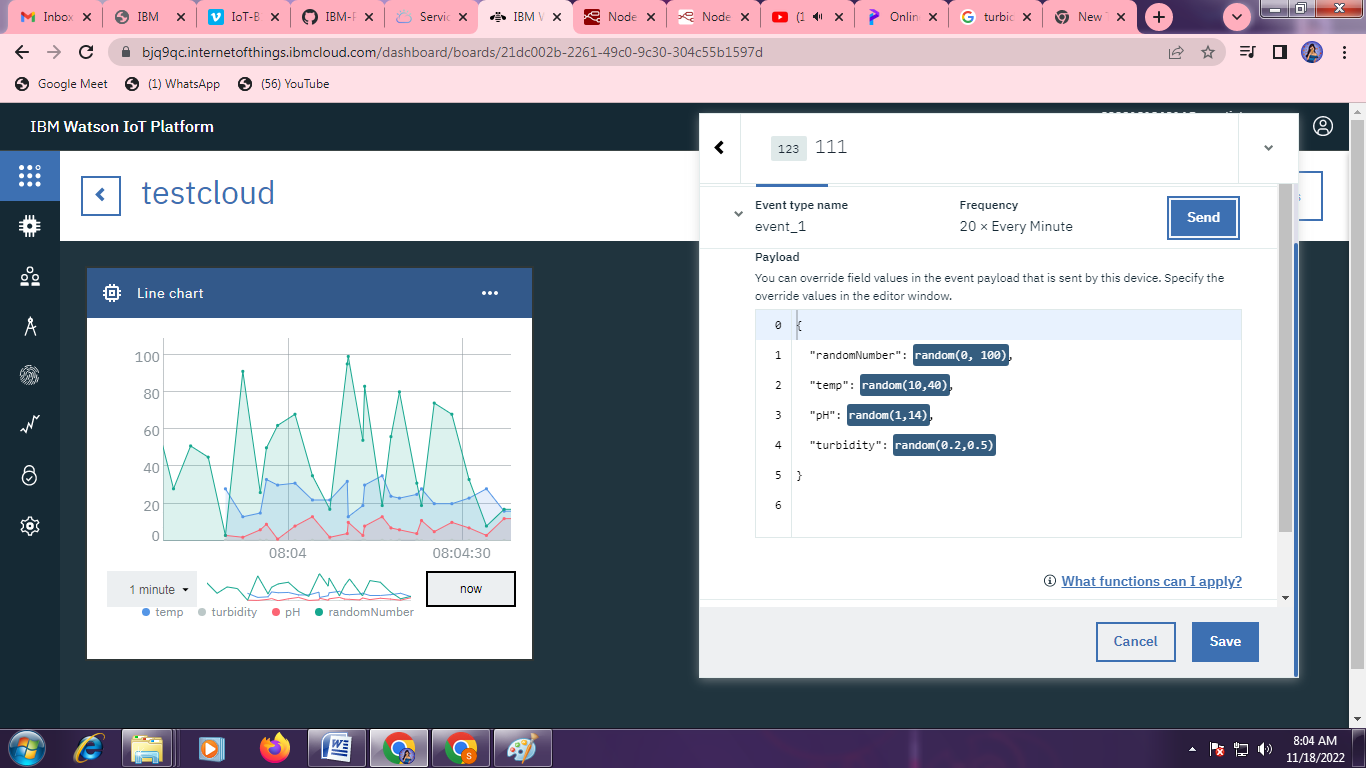 Inbox
IBM
IoT-B
IBM-P
Servic
IBM W
Node
Node
(1
Onlin
turbid
New T
bjq9qc.internetofthings.ibmcloud.com/dashboard/boards/21dc002b-2261-49c0-9c30-304c55b1597d
Google Meet
(1) WhatsApp
(56) YouTube
IBM Watson IoT Platform
testcloud
Line chart
100
80
60
40
20
0
08:04
08:04:30
1 minute
now
temp
turbidity
pH
randomNumber
123
111
Event type name
Frequency
event_1
20 × Every Minute
Send
Payload
You can override field values in the event payload that is sent by this device. Specify the
override values in the editor window.
0 {
1 "randomNumber": random(0, 100),
2 "temp": random(10,40),
3 "pH": random(1,14),
4 "turbidity": random(0.2,0.5)
5 }
6
What functions can I apply?
Cancel
Save
8:04 AM
11/18/2022